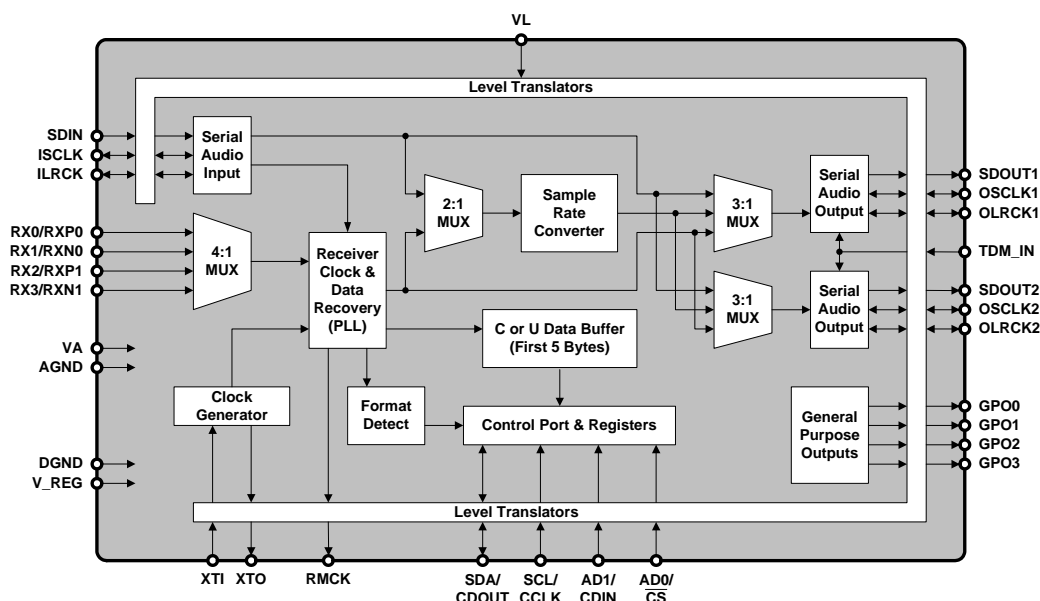 VL
Level Translators
SDIN
ISCLK
ILRCK
Serial
Audio
Input
RX0/RXP0
RX1/RXN0
RX2/RXP1
RX3/RXN1
4:1
MUX
Receiver
Clock &
Data
Recovery
(PLL)
2:1
MUX
Sample
Rate
Converter
3:1
MUX
Serial
Audio
Output
SDOUT1
OSCLK1
OLRCK1
TDM_IN
3:1
MUX
Serial
Audio
Output
SDOUT2
OSCLK2
OLRCK2
C or U Data Buffer
(First 5 Bytes)
VA
AGND
Clock
Generator
Format
Detect
Control Port & Registers
General
Purpose
Outputs
GPO0
GPO1
GPO2
GPO3
DGND
V_REG
Level Translators
XTI
XTO
RMCK
SDA/
CDOUT
SCL/
CCLK
AD1/
CDIN
AD0/
CS